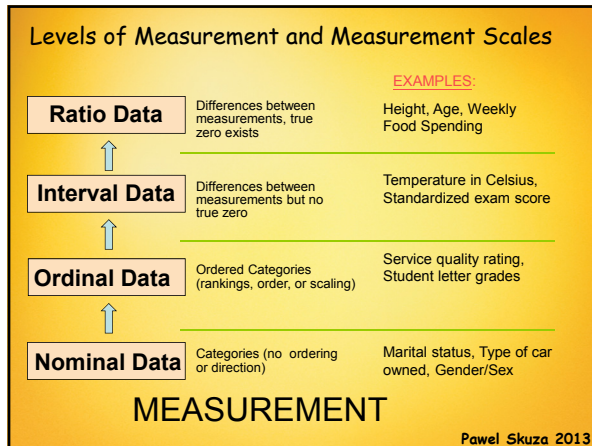 Levels of Measurement and Measurement Scales
EXAMPLES:
Ratio Data
Differences between
measurements, true
zero exists
Height, Age, Weekly
Food Spending
Interval Data
Differences between
measurements but no
true zero
Temperature in Celsius,
Standardized exam score
Ordinal Data
Ordered Categories
(rankings, order, or scaling)
Service quality rating,
Student letter grades
Nominal Data
Categories (no ordering
or direction)
Marital status, Type of car
owned, Gender/Sex
MEASUREMENT
Pawel Skuza 2013